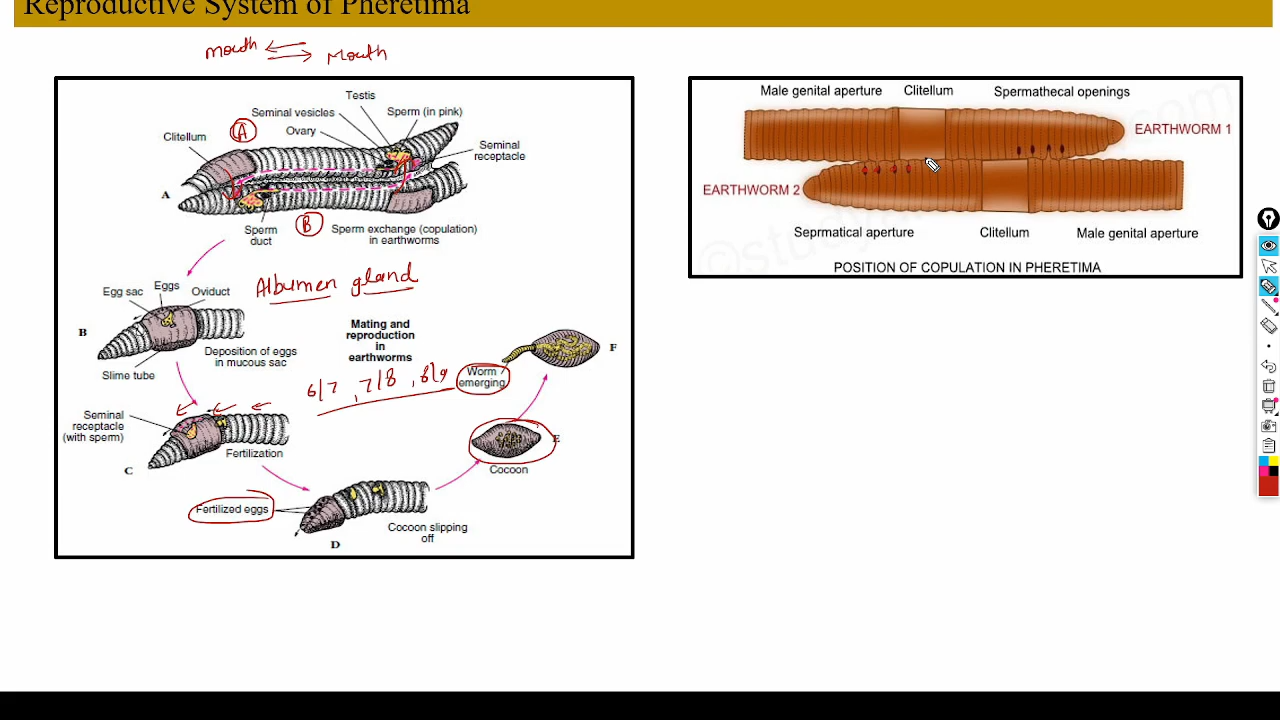 Reproductive System of Pheretima
mouth
Mouth
Testis
Seminal vesicles
Sperm (in pink)
Ovary
Clitellum
A
Seminal
receptacle
A
Sperm
duct
B
Sperm exchange (copulation)
in earthworms
Albumen gland
Egg sac
Eggs
Oviduct
B
Slime tube
Deposition of eggs
in mucous sac
Mating and
reproduction
in
earthworms
F
Worm
emerging
6/7, 7/8, 8/9
Seminal
receptacle
(with sperm)
Fertilization
C
E
Cocoon
Fertilized eggs
Cocoon slipping
off
D
Male genital aperture
Clitellum
Spermathecal openings
EARTHWORM 1
EARTHWORM 2
Seprmatical aperture
Clitellum
Male genital aperture
POSITION OF COPULATION IN PHERETIMA